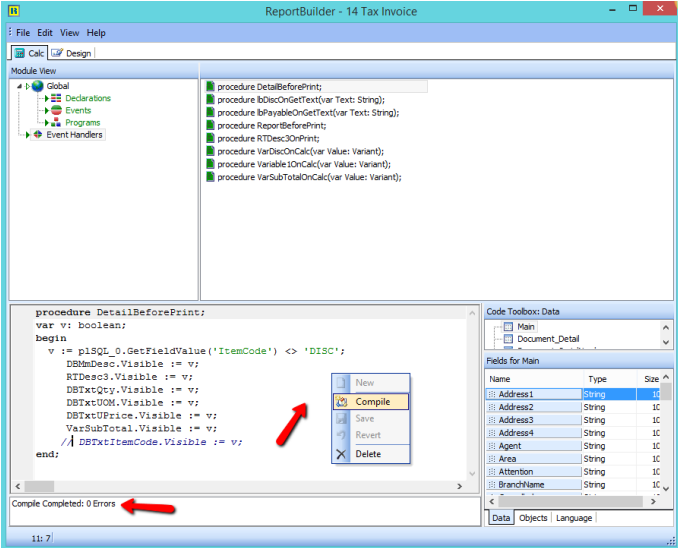 ReportBuilder - 14 Tax Invoice
File Edit View Help
Calc Design
Module View
Global
Declarations
Events
Programs
Event Handlers
procedure DetailBeforePrint;
procedure lbDiscOnGetText(var Text: String);
procedure lbPayableOnGetText(var Text: String);
procedure ReportBeforePrint;
procedure RTDesc3OnPrint;
procedure VarDiscOnCalc(var Value: Variant);
procedure Variable1OnCalc(var Value: Variant);
procedure VarSubTotalOnCalc(var Value: Variant);
procedure DetailBeforePrint;
var v: boolean;
begin
v := plSQL_0.GetFieldValue('ItemCode') <> 'DISC';
DBMmDesc.Visible := v;
RTDesc3.Visible := v;
DBTxtQty.Visible := v;
DBTxtUOM.Visible := v;
DBTxtUPrice.Visible := v;
VarSubTotal.Visible := v;
// DBTxtItemCode.Visible := v;
end;
New
Compile
Save
Revert
Delete
Code Toolbox: Data
Main
Document_Detail
Fields for Main
Name Type Size
Address1 String 10
Address2 String 10
Address3 String 10
Address4 String 10
Agent String 10
Area String 10
Attention String 10
BranchName String 10
Data Objects Language
Compile Completed: 0 Errors
11: 7